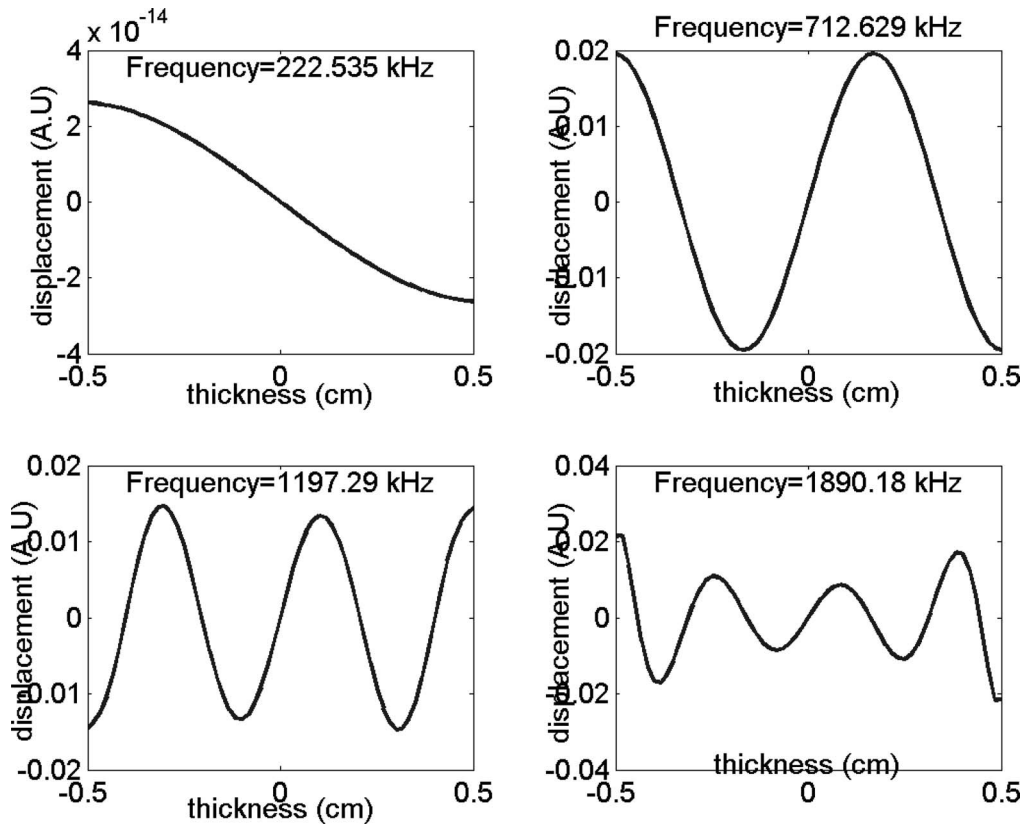 x 10^-14
Frequency=222.535 kHz
4
2
0
-2
-4
displacement (A.U)
-0.5 0 0.5
thickness (cm)
Frequency=712.629 kHz
0.02
0.01
0
-0.01
-0.02
displacement (A.U)
-0.5 0 0.5
thickness (cm)
Frequency=1197.29 kHz
0.02
0.01
0
-0.01
-0.02
displacement (A.U)
-0.5 0 0.5
thickness (cm)
Frequency=1890.18 kHz
0.04
0.02
0
-0.02
-0.04
displacement (A.U)
thickness (cm)
-0.5 0 0.5